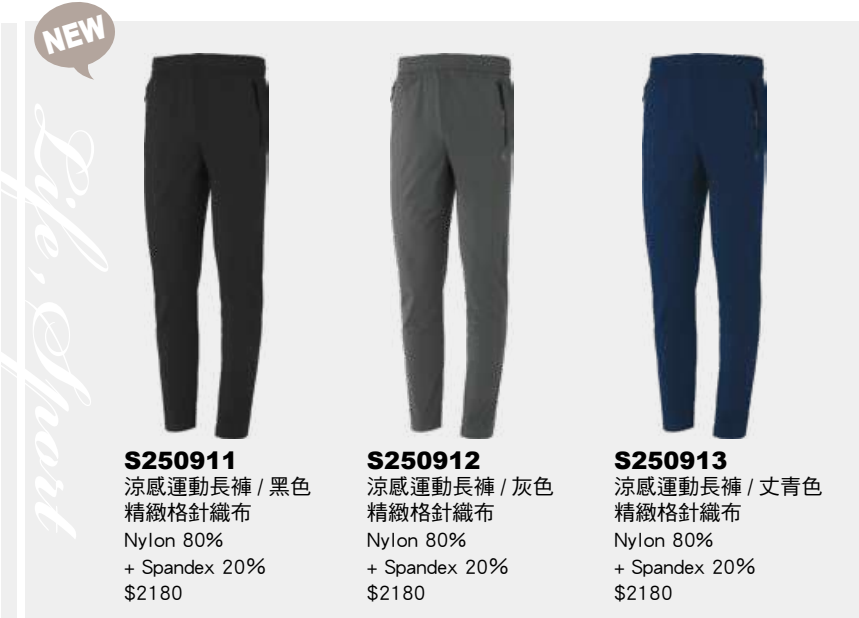 NEW
Life, Sport
S250911
涼感運動長褲 / 黑色
精緻格針織布
Nylon 80%
+ Spandex 20%
$2180
S250912
涼感運動長褲 / 灰色
精緻格針織布
Nylon 80%
+ Spandex 20%
$2180
S250913
涼感運動長褲 / 丈青色
精緻格針織布
Nylon 80%
+ Spandex 20%
$2180